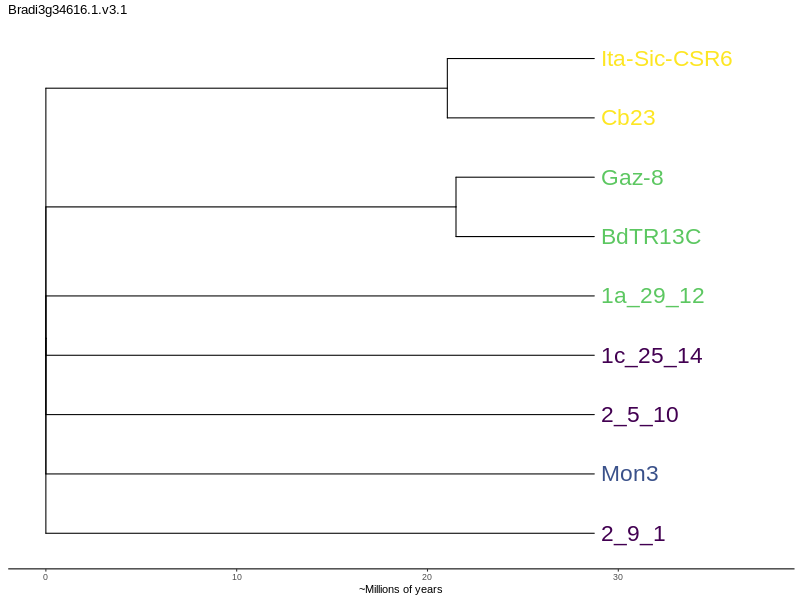 Bradi3g34616.1.v3.1
Ita-Sic-CSR6
Cb23
Gaz-8
BdTR13C
1a_29_12
1c_25_14
2_5_10
Mon3
2_9_1
0 10 20 30
~Millions of years